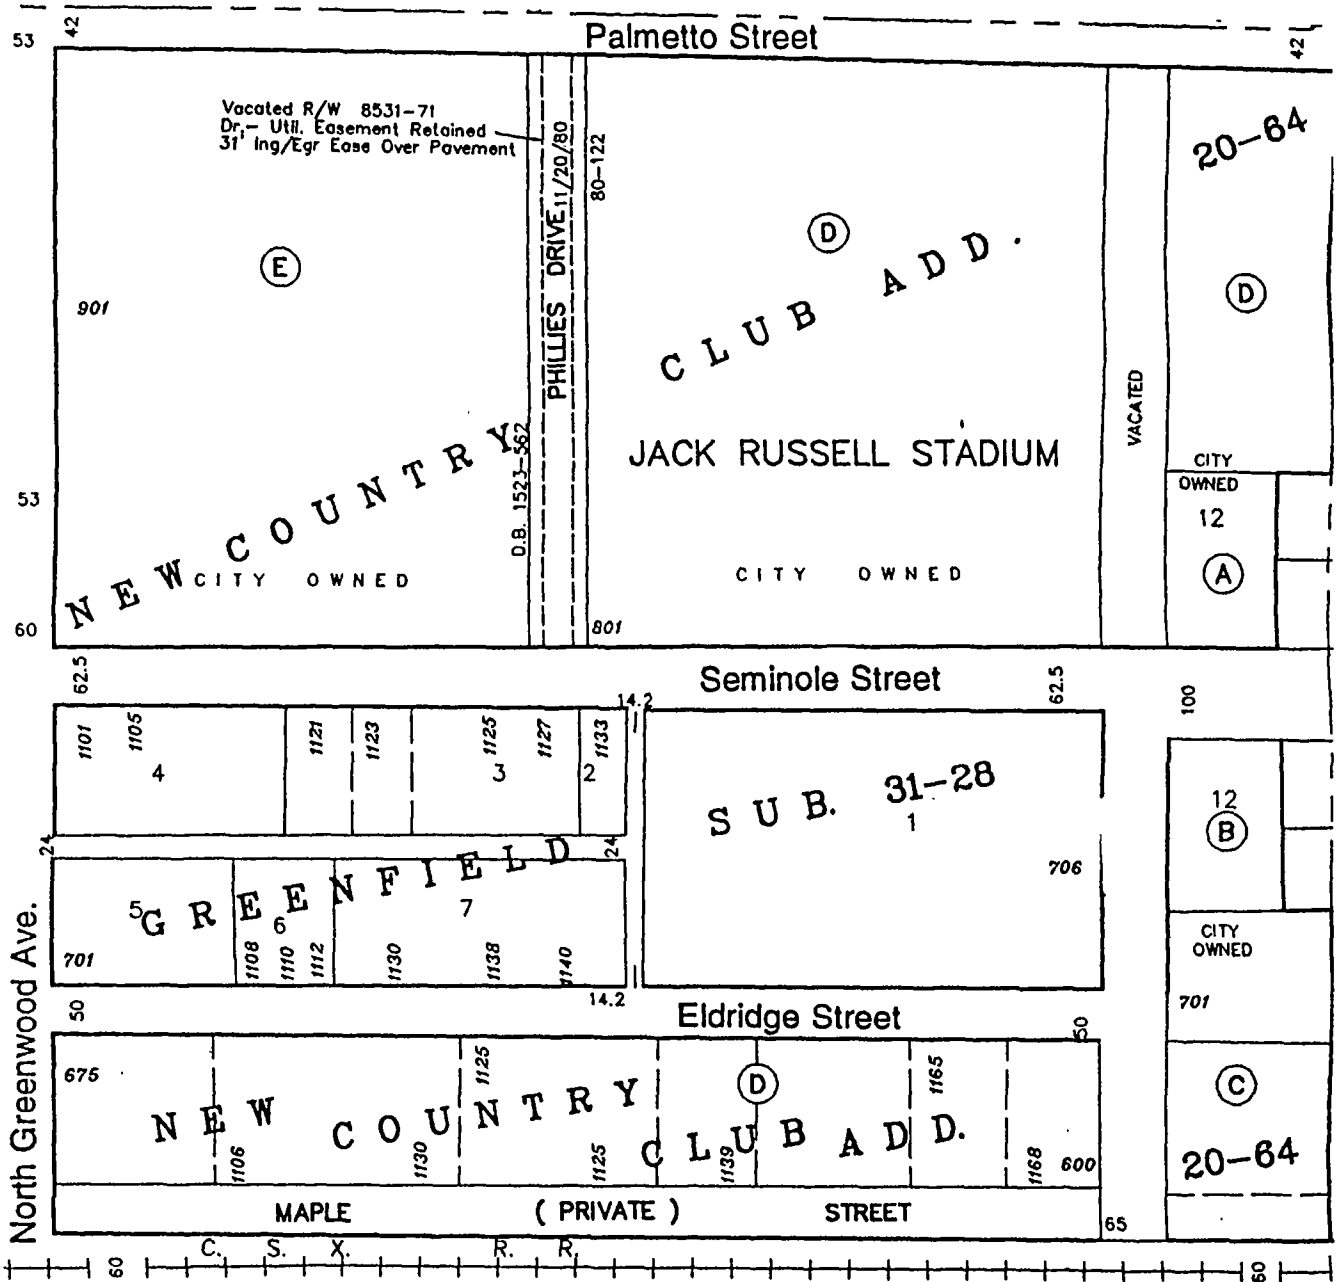 42
53
Palmetto Street
42
Vacated R/W 8531-71
Dr.- Util. Easement Retained
31' Ing/Egr Ease Over Pavement
PHILLIES DRIVE 11/20/80
80-122
20-64
E
D
D
901
CLUB ADD.
VACATED
JACK RUSSELL STADIUM
NEW COUNTRY
D.B. 1523-562
CITY
OWNED
12
A
53
CITY OWNED
CITY OWNED
60
801
62.5
Seminole Street
62.5
100
14.2
1101
1105
1121
1123
1125
1127
1133
4
3
2
SUB. 31-28
1
12
B
24
24
706
GREENFIELD
5
6
7
CITY
OWNED
701
1108
1110
1112
1130
1138
1140
701
50
14.2
Eldridge Street
50
North Greenwood Ave.
675
1125
D
1165
C
NEW COUNTRY CLUB ADD.
1106
1130
1125
1139
1168
600
20-64
MAPLE ( PRIVATE ) STREET
65
C. S. X. R. R.
60
60